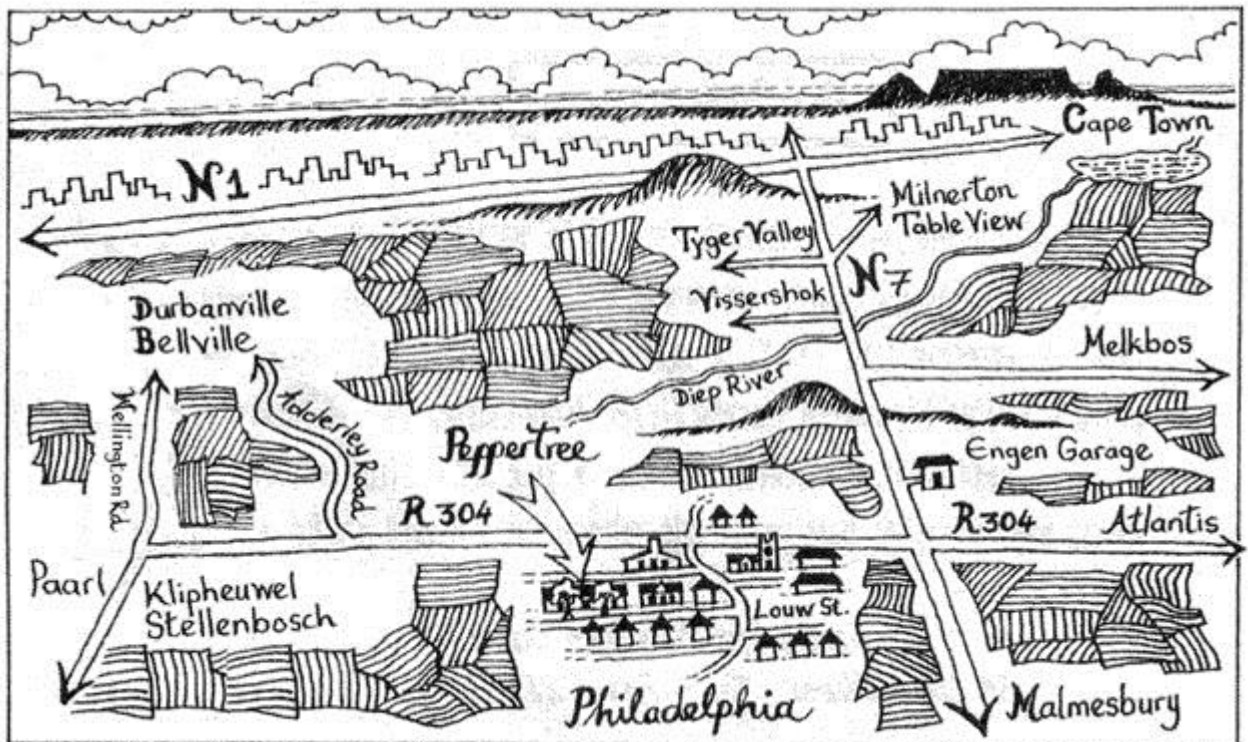 Cape Town
N1
Milnerton
Table View
Tyger Valley
N7
Vissershok
Durbanville
Bellville
Melkbos
Diep River
Wellington Rd.
Adderley Road
Peppertree
Engen Garage
R304
R304
Atlantis
Paarl
Klipheuwel
Stellenbosch
Louw St.
Philadelphia
Malmesbury